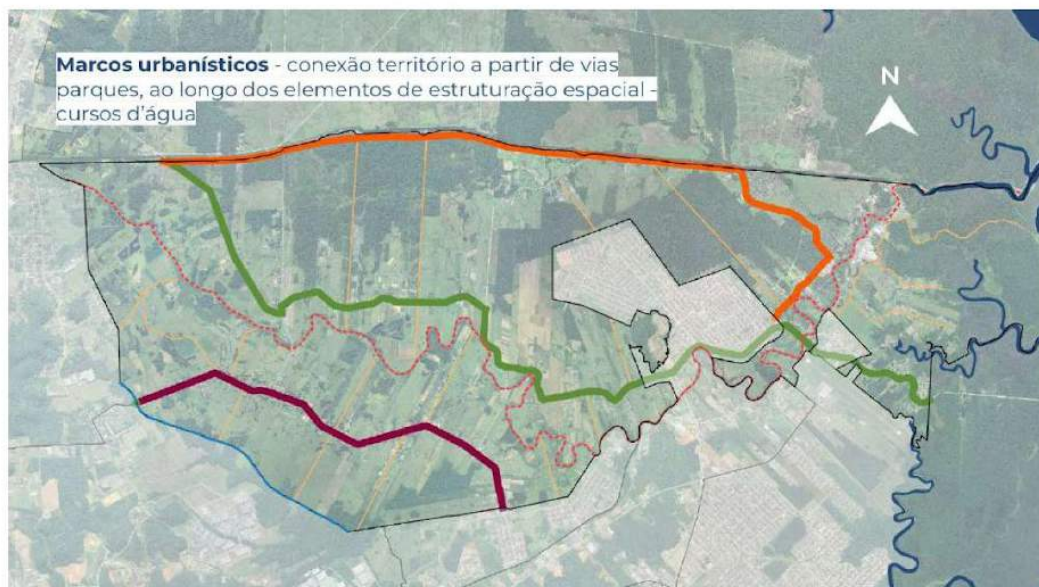 Marcos urbanísticos - conexão território a partir de vias
parques, ao longo dos elementos de estruturação espacial -
cursos d'água
N